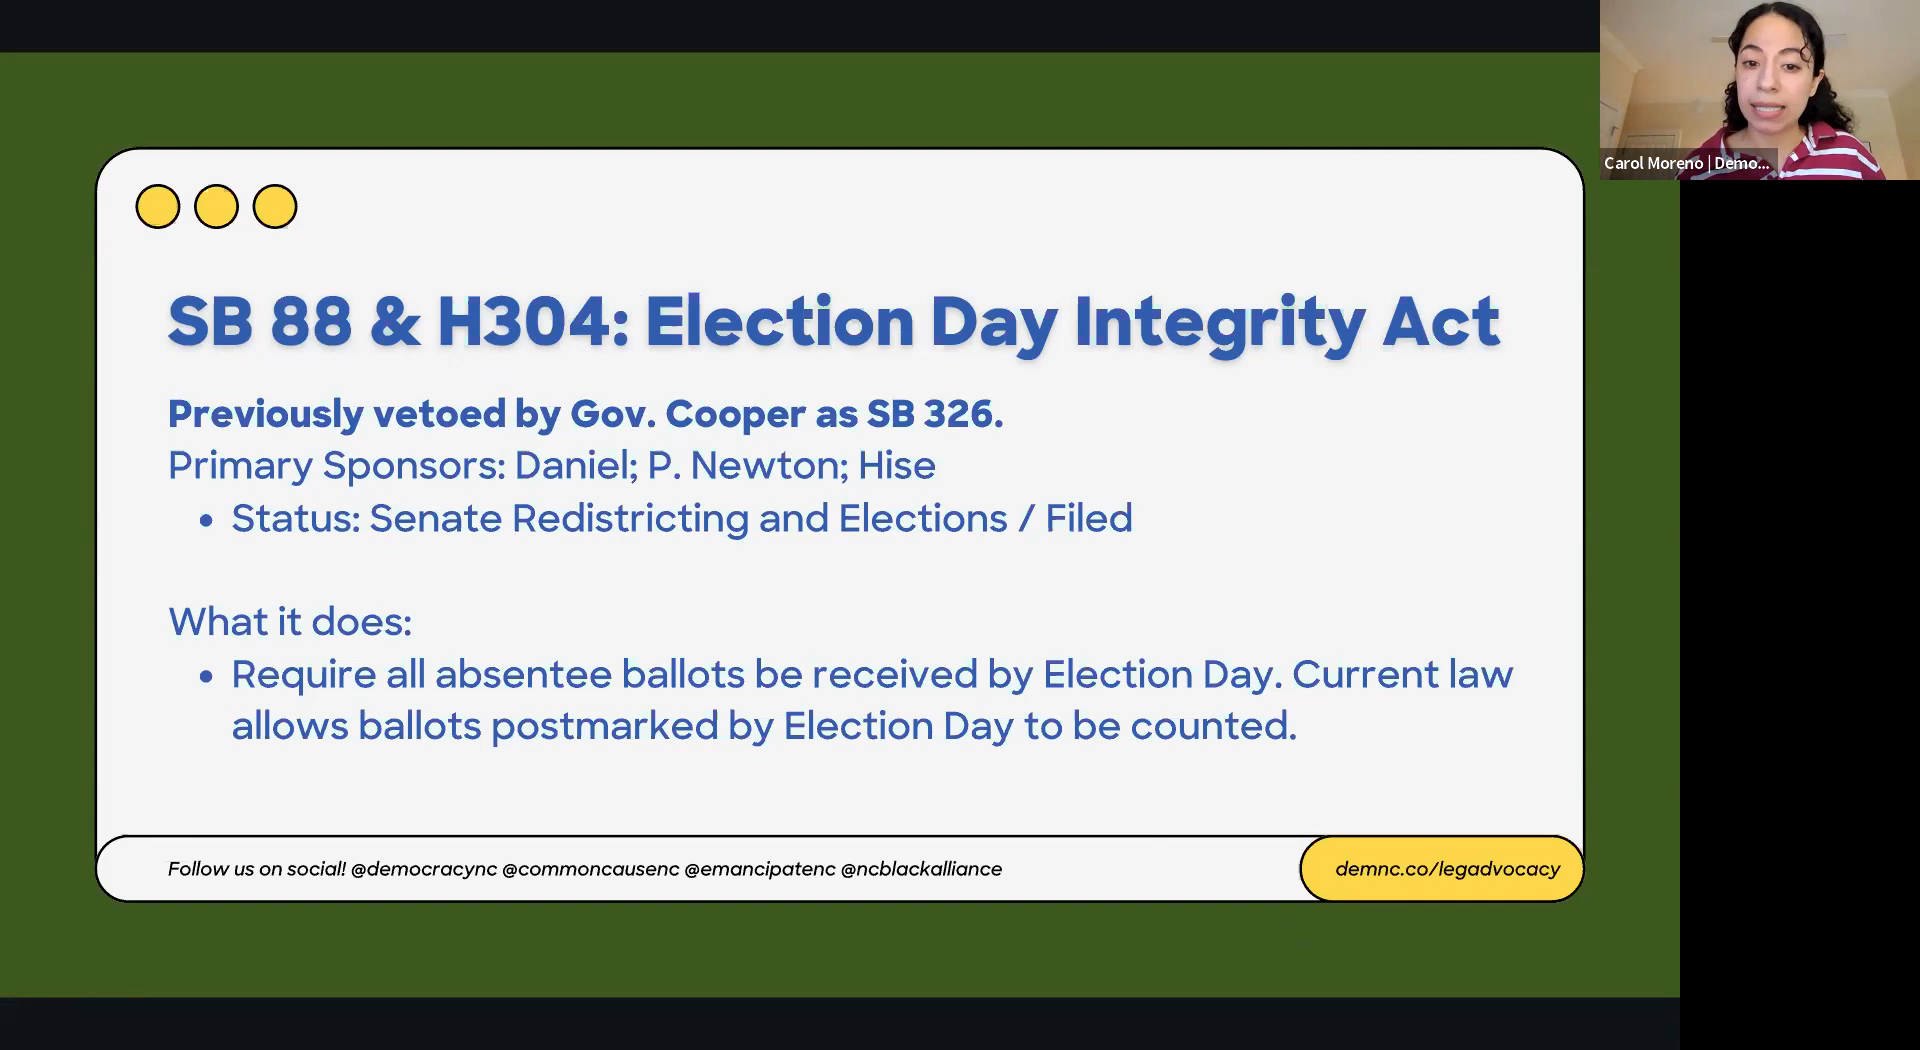 SB 88 & H304: Election Day Integrity Act
Previously vetoed by Gov. Cooper as SB 326.
Primary Sponsors: Daniel; P. Newton; Hise
• Status: Senate Redistricting and Elections / Filed
What it does:
• Require all absentee ballots be received by Election Day. Current law
allows ballots postmarked by Election Day to be counted.
Follow us on social! @democracync @commoncausenc @emancipatenc @ncblackalliance
demnc.co/legadvocacy
Carol Moreno | Demo...